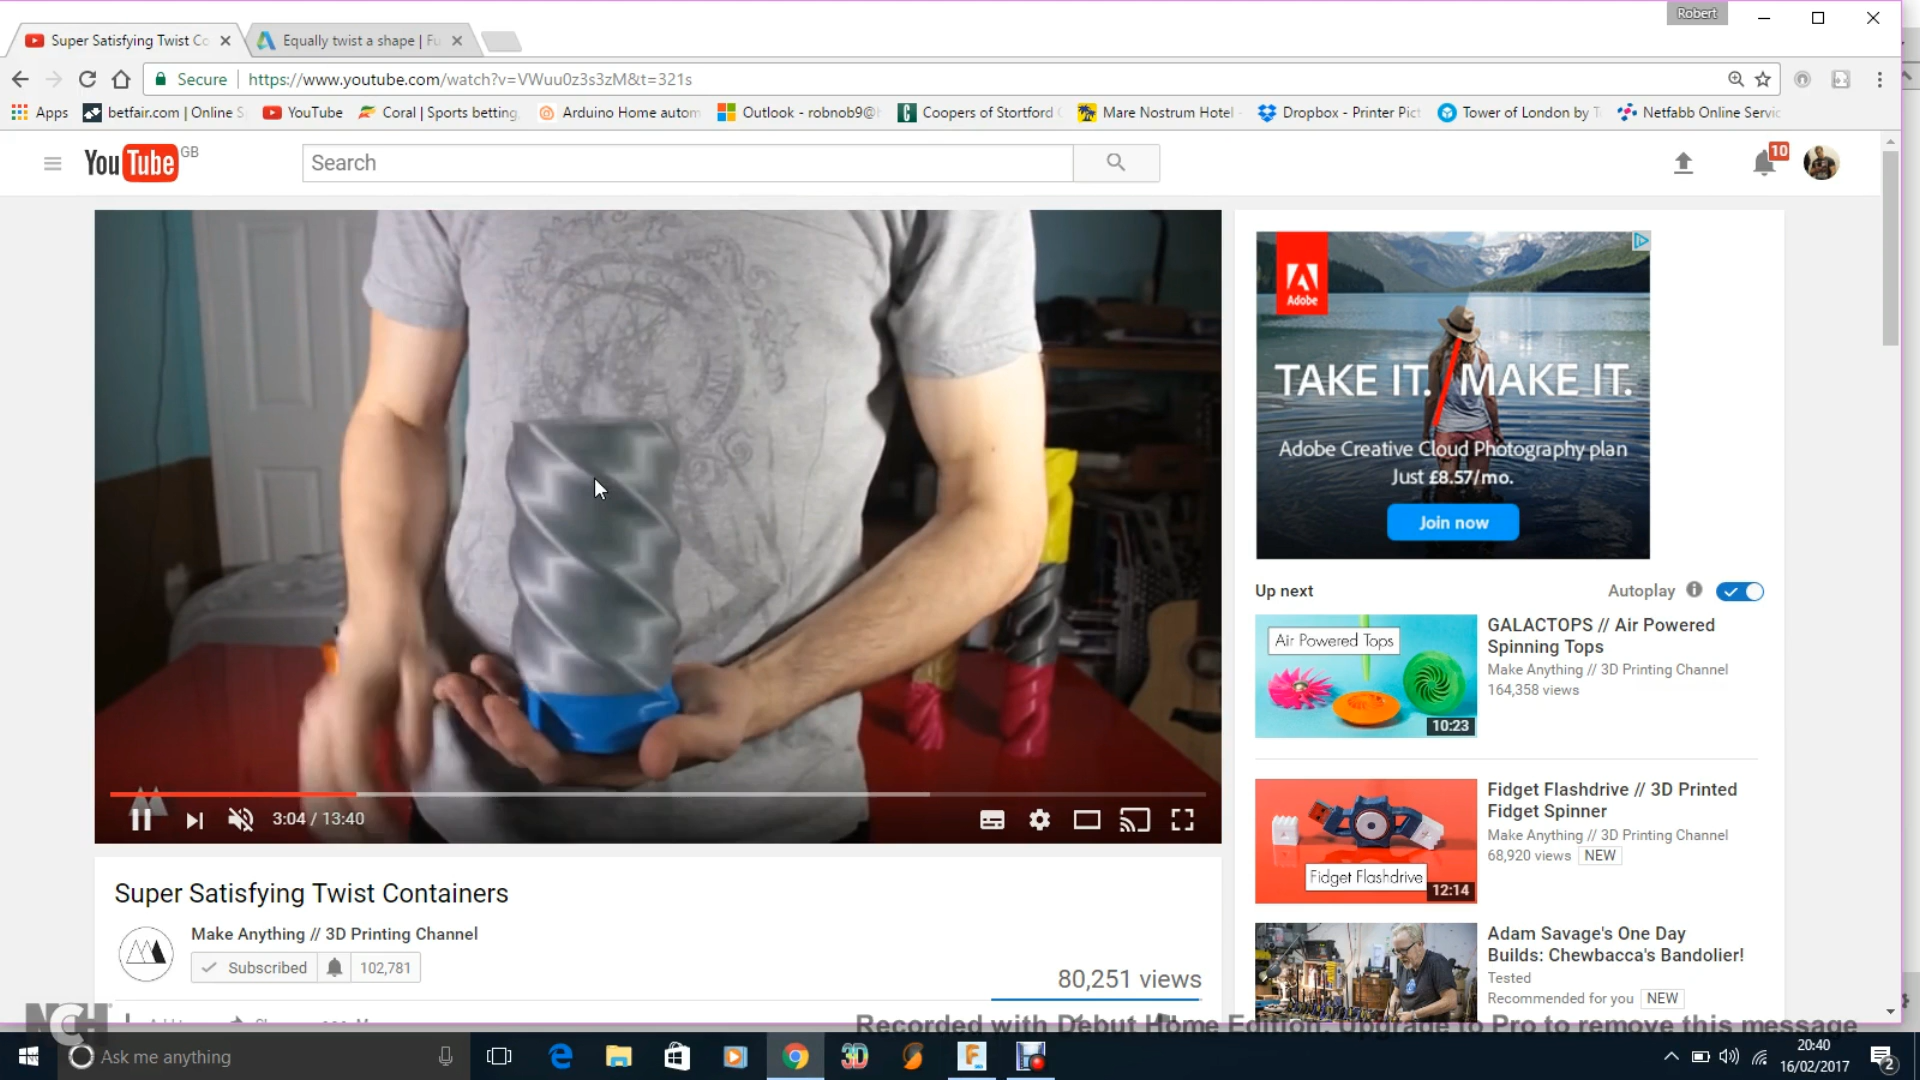 Robert
Super Satisfying Twist Co
Equally twist a shape | Fu
Secure https://www.youtube.com/watch?v=VWuu0z3s3zM&t=321s
Apps betfair.com | Online S YouTube Coral | Sports betting, Arduino Home autom Outlook - robnob9@ Coopers of Stortford Mare Nostrum Hotel Dropbox - Printer Pict Tower of London by Netfabb Online Servic
YouTube GB
Search
10
Adobe
TAKE IT. MAKE IT.
Adobe Creative Cloud Photography plan
Just £8.57/mo.
Join now
Up next
Autoplay
Air Powered Tops
10:23
GALACTOPS // Air Powered
Spinning Tops
Make Anything // 3D Printing Channel
164,358 views
Fidget Flashdrive
12:14
Fidget Flashdrive // 3D Printed
Fidget Spinner
Make Anything // 3D Printing Channel
68,920 views NEW
Adam Savage's One Day
Builds: Chewbacca's Bandolier!
Tested
Recommended for you NEW
3:04 / 13:40
Super Satisfying Twist Containers
Make Anything // 3D Printing Channel
Subscribed 102,781
80,251 views
NCH
Recorded with Debut Home Edition. Upgrade to Pro to remove this message
Ask me anything
3D
F
20:40
16/02/2017
2